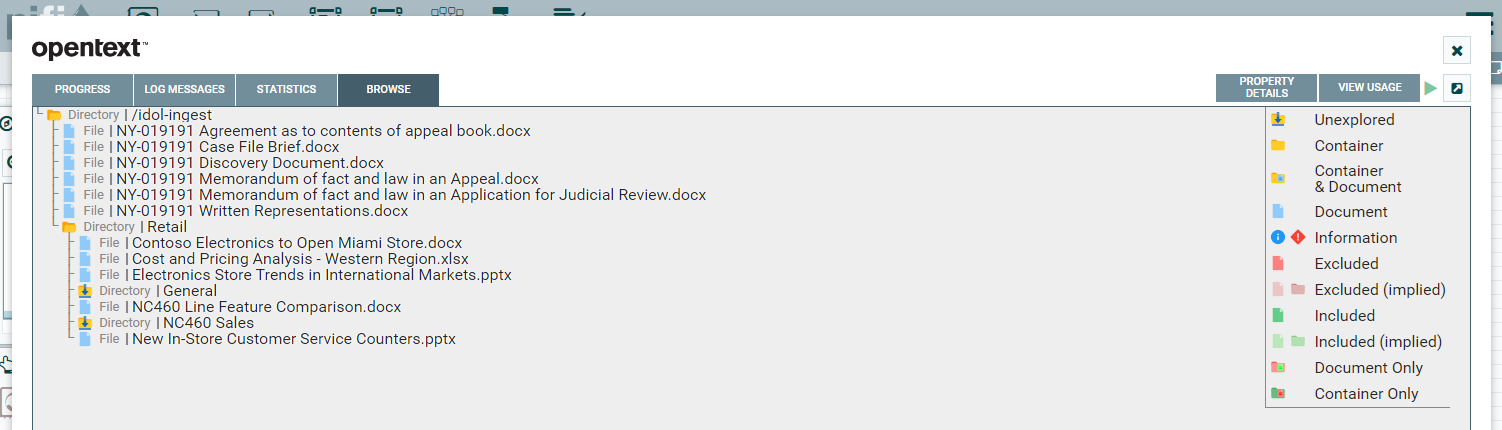 nifi
opentext™
PROGRESS LOG MESSAGES STATISTICS BROWSE PROPERTY DETAILS VIEW USAGE
Directory | /idol-ingest
File | NY-019191 Agreement as to contents of appeal book.docx
File | NY-019191 Case File Brief.docx
File | NY-019191 Discovery Document.docx
File | NY-019191 Memorandum of fact and law in an Appeal.docx
File | NY-019191 Memorandum of fact and law in an Application for Judicial Review.docx
File | NY-019191 Written Representations.docx
Directory | Retail
File | Contoso Electronics to Open Miami Store.docx
File | Cost and Pricing Analysis - Western Region.xlsx
File | Electronics Store Trends in International Markets.pptx
Directory | General
File | NC460 Line Feature Comparison.docx
Directory | NC460 Sales
File | New In-Store Customer Service Counters.pptx
Unexplored
Container
Container
& Document
Document
Information
Excluded
Excluded (implied)
Included
Included (implied)
Document Only
Container Only